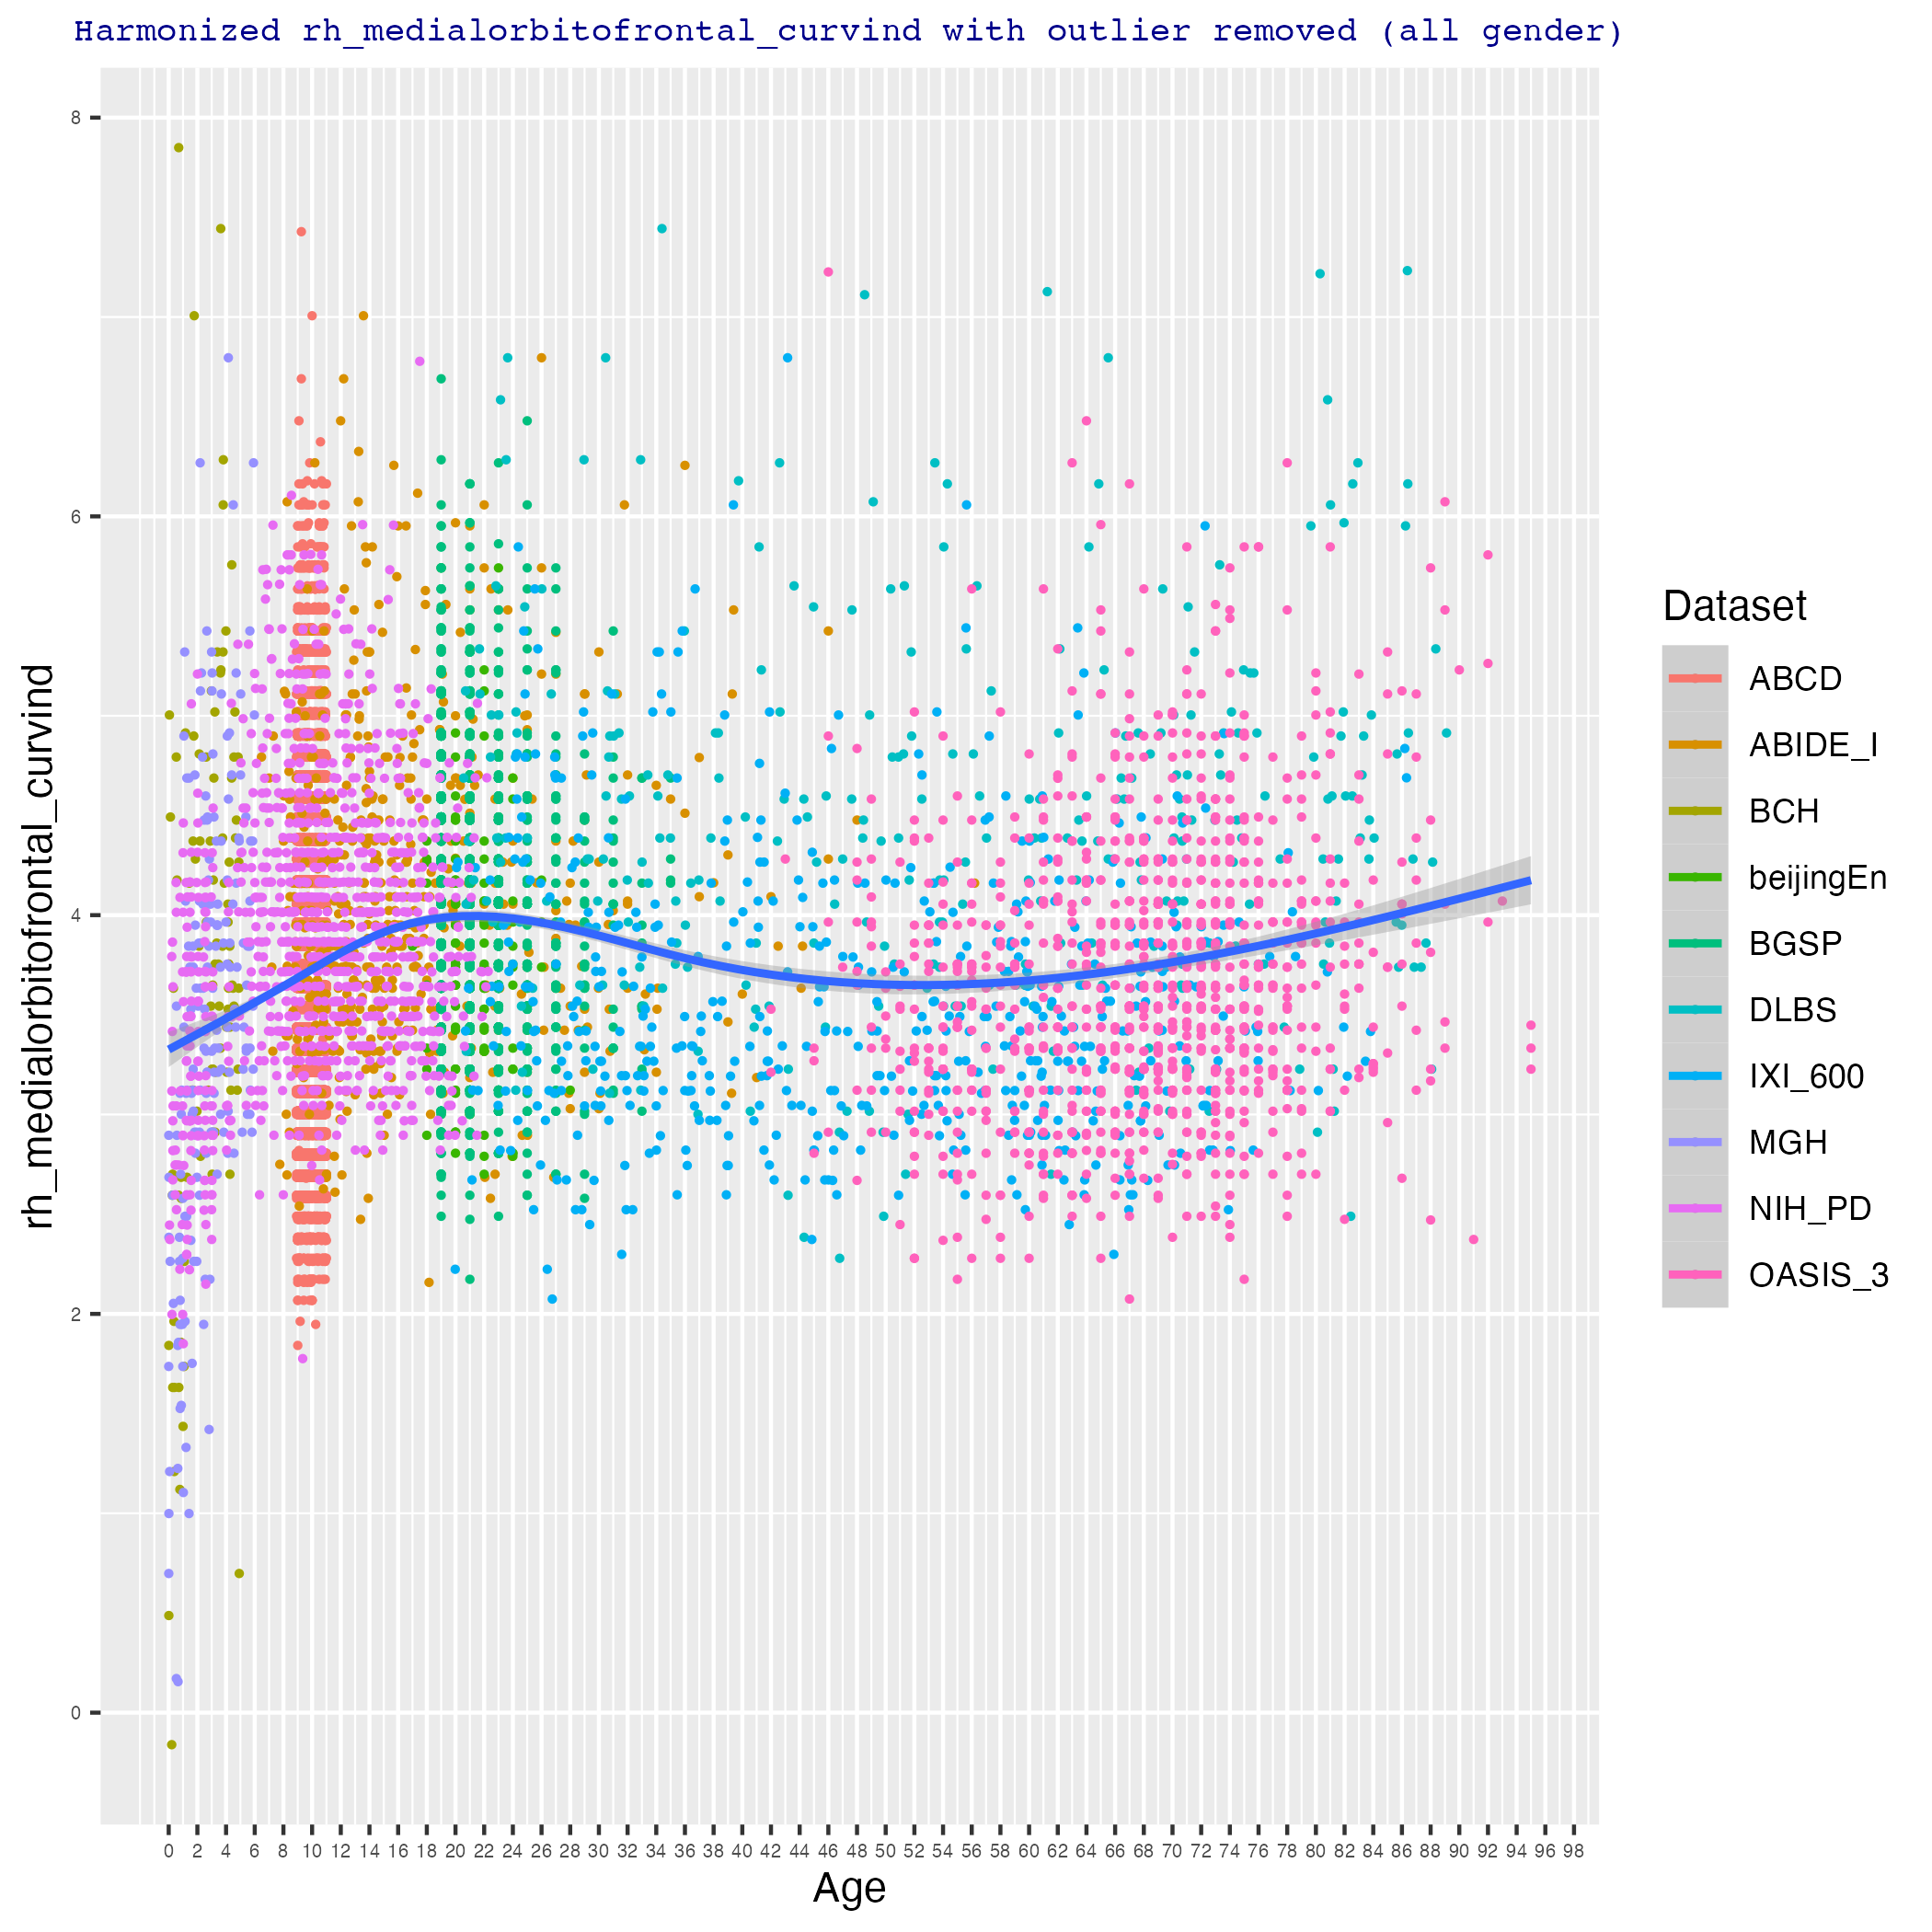 Harmonized rh_medialorbitofrontal_curvind with outlier removed (all gender)
rh_medialorbitofrontal_curvind
8
6
4
2
0
0 2 4 6 8 10 12 14 16 18 20 22 24 26 28 30 32 34 36 38 40 42 44 46 48 50 52 54 56 58 60 62 64 66 68 70 72 74 76 78 80 82 84 86 88 90 92 94 96 98
Age
Dataset
ABCD
ABIDE_I
BCH
beijingEn
BGSP
DLBS
IXI_600
MGH
NIH_PD
OASIS_3